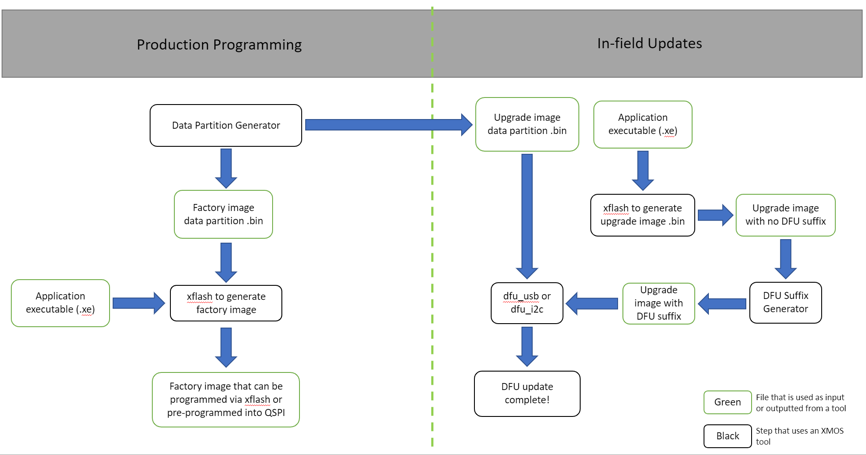 Production Programming
In-field Updates
Data Partition Generator
Upgrade image
data partition .bin
Application
executable (.xe)
Factory image
data partition .bin
xflash to generate
upgrade image .bin
Upgrade image
with no DFU suffix
Application
executable (.xe)
xflash to generate
factory image
dfu_usb or
dfu_i2c
Upgrade
image with
DFU suffix
DFU Suffix
Generator
Factory image that can be
programmed via xflash or
pre-programmed into QSPI
DFU update
complete!
Green
File that is used as input
or outputted from a tool
Black
Step that uses an XMOS
tool